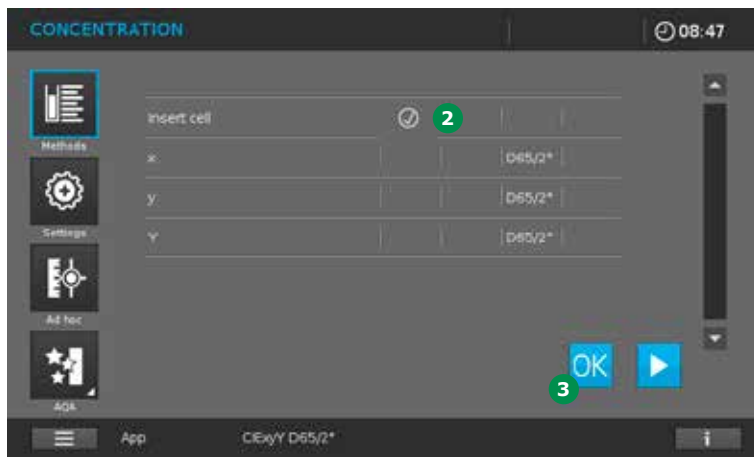 CONCENTRATION 08:47
Methods
Insert cell 2
x D65/2°
Settings
y D65/2°
Y D65/2°
Ad hoc
OK
3
AQA
App CIExyY D65/2° i